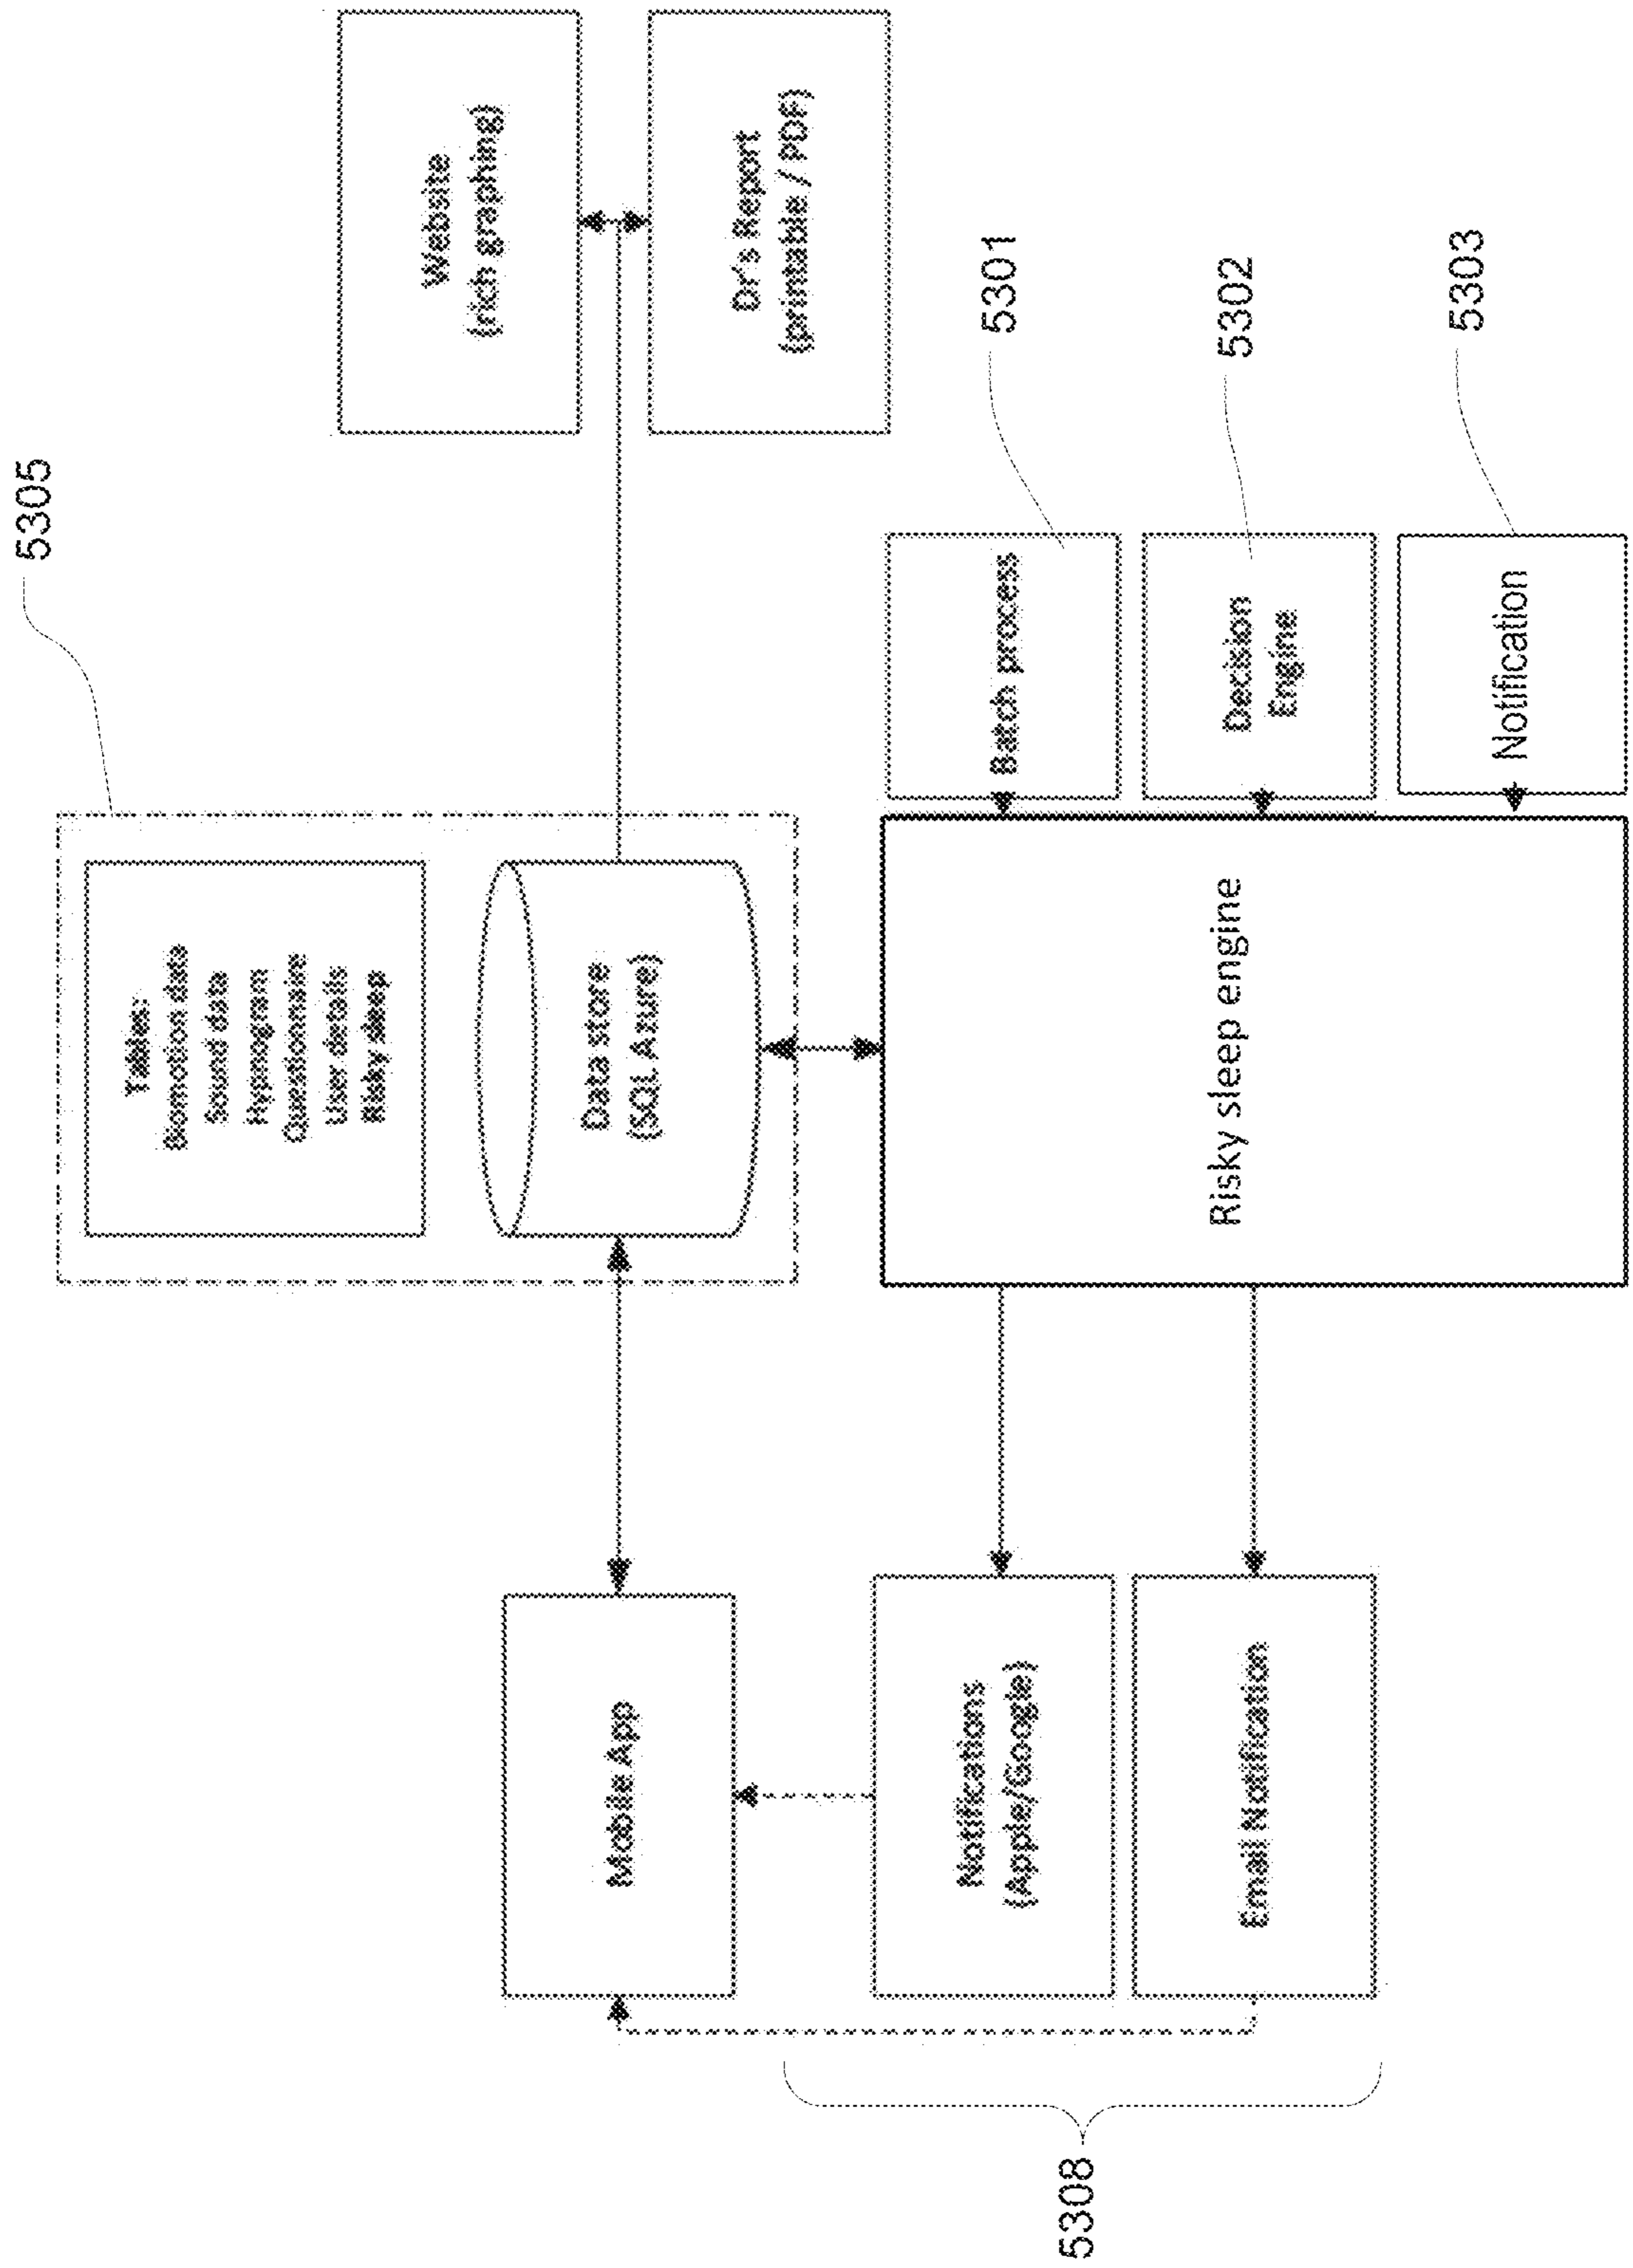 5305
Tables:
Biomotion data
Sound data
Hypnogram
Questionnaire
User details
Risky sleep
Website
(rich graphing)
Mobile App
Data store
(SQL Azure)
Dr's Report
(printable / PDF)
5308
Notifications
(Apple/Google)
Email Notification
Risky sleep engine
Batch process
5301
Decision
Engine
5302
Notification
5303